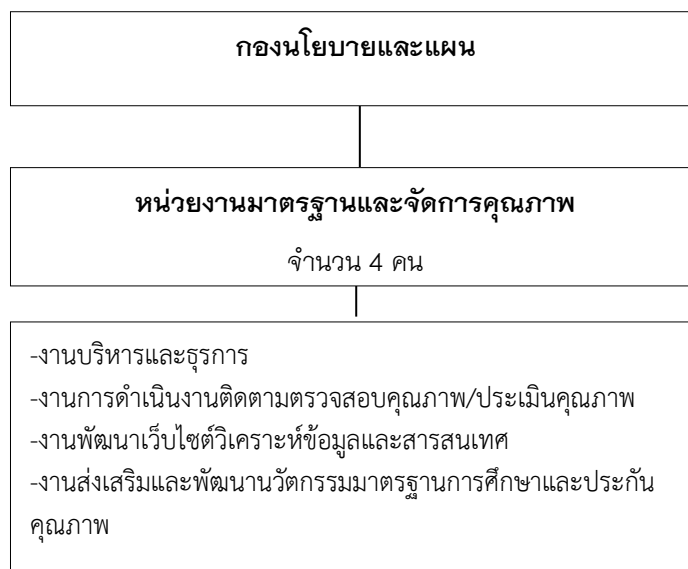 กองนโยบายและแผน
หน่วยงานมาตรฐานและจัดการคุณภาพ
จำนวน 4 คน
-งานบริหารและธุรการ
-งานการดำเนินงานติดตามตรวจสอบคุณภาพ/ประเมินคุณภาพ
-งานพัฒนาเว็บไซต์วิเคราะห์ข้อมูลและสารสนเทศ
-งานส่งเสริมและพัฒนานวัตกรรมมาตรฐานการศึกษาและประกัน
คุณภาพ